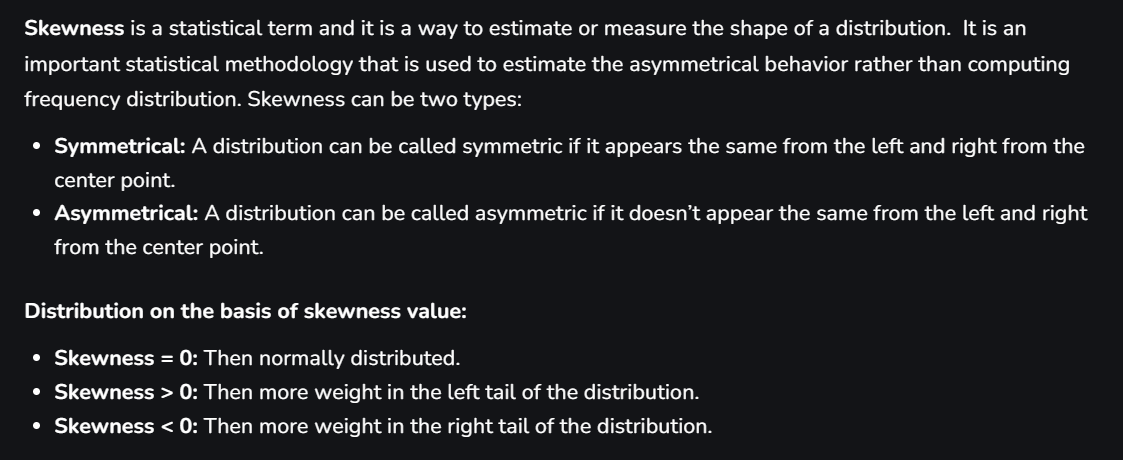 Skewness is a statistical term and it is a way to estimate or measure the shape of a distribution.  It is an
important statistical methodology that is used to estimate the asymmetrical behavior rather than computing
frequency distribution. Skewness can be two types:
• Symmetrical: A distribution can be called symmetric if it appears the same from the left and right from the
center point.
• Asymmetrical: A distribution can be called asymmetric if it doesn’t appear the same from the left and right
from the center point.
Distribution on the basis of skewness value:
• Skewness = 0: Then normally distributed.
• Skewness > 0: Then more weight in the left tail of the distribution.
• Skewness < 0: Then more weight in the right tail of the distribution.